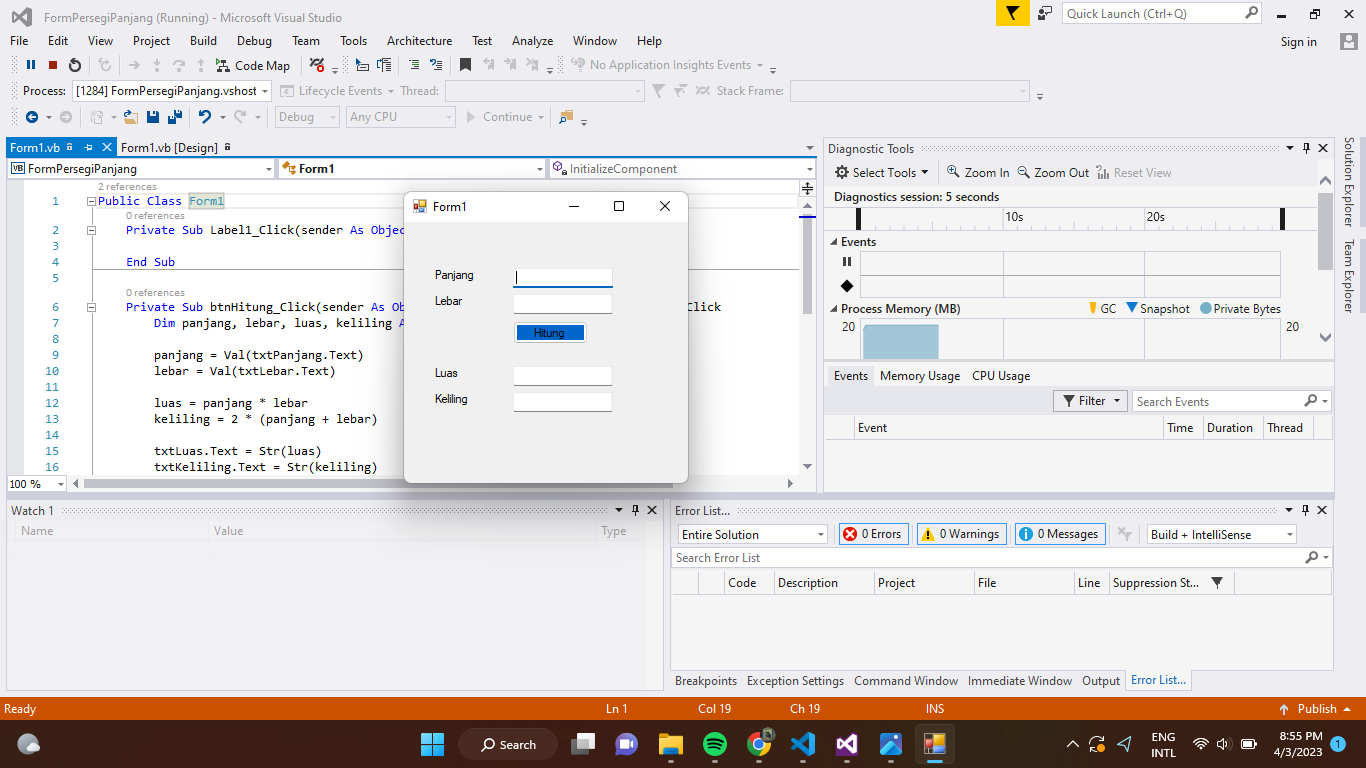 FormPersegiPanjang (Running) - Microsoft Visual Studio
Quick Launch (Ctrl+Q)
File Edit View Project Build Debug Team Tools Architecture Test Analyze Window Help
Sign in
Code Map
No Application Insights Events
Process: [1284] FormPersegiPanjang.vshost
Lifecycle Events Thread:
Stack Frame:
Debug Any CPU Continue
Form1.vb Form1.vb [Design]
VB FormPersegiPanjang Form1 InitializeComponent
2 references
1 Public Class Form1
0 references
2 Private Sub Label1_Click(sender As Objec
3
4 End Sub
5
0 references
6 Private Sub btnHitung_Click(sender As Ob
Click
7 Dim panjang, lebar, luas, keliling A
8
9 panjang = Val(txtPanjang.Text)
10 lebar = Val(txtLebar.Text)
11
12 luas = panjang * lebar
13 keliling = 2 * (panjang + lebar)
14
15 txtLuas.Text = Str(luas)
16 txtKeliling.Text = Str(keliling)
100 %
Form1
Panjang
Lebar
Hitung
Luas
Keliling
Diagnostic Tools
Select Tools Zoom In Zoom Out Reset View
Diagnostics session: 5 seconds
10s 20s
Events
Process Memory (MB) GC Snapshot Private Bytes
20 20
Events Memory Usage CPU Usage
Filter Search Events
Event Time Duration Thread
Solution Explorer
Team Explorer
Watch 1
Name Value Type
Error List...
Entire Solution 0 Errors 0 Warnings 0 Messages Build + IntelliSense
Search Error List
Code Description Project File Line Suppression St...
Breakpoints Exception Settings Command Window Immediate Window Output Error List...
Ready Ln 1 Col 19 Ch 19 INS Publish
Search
ENG
INTL
8:55 PM
4/3/2023
1